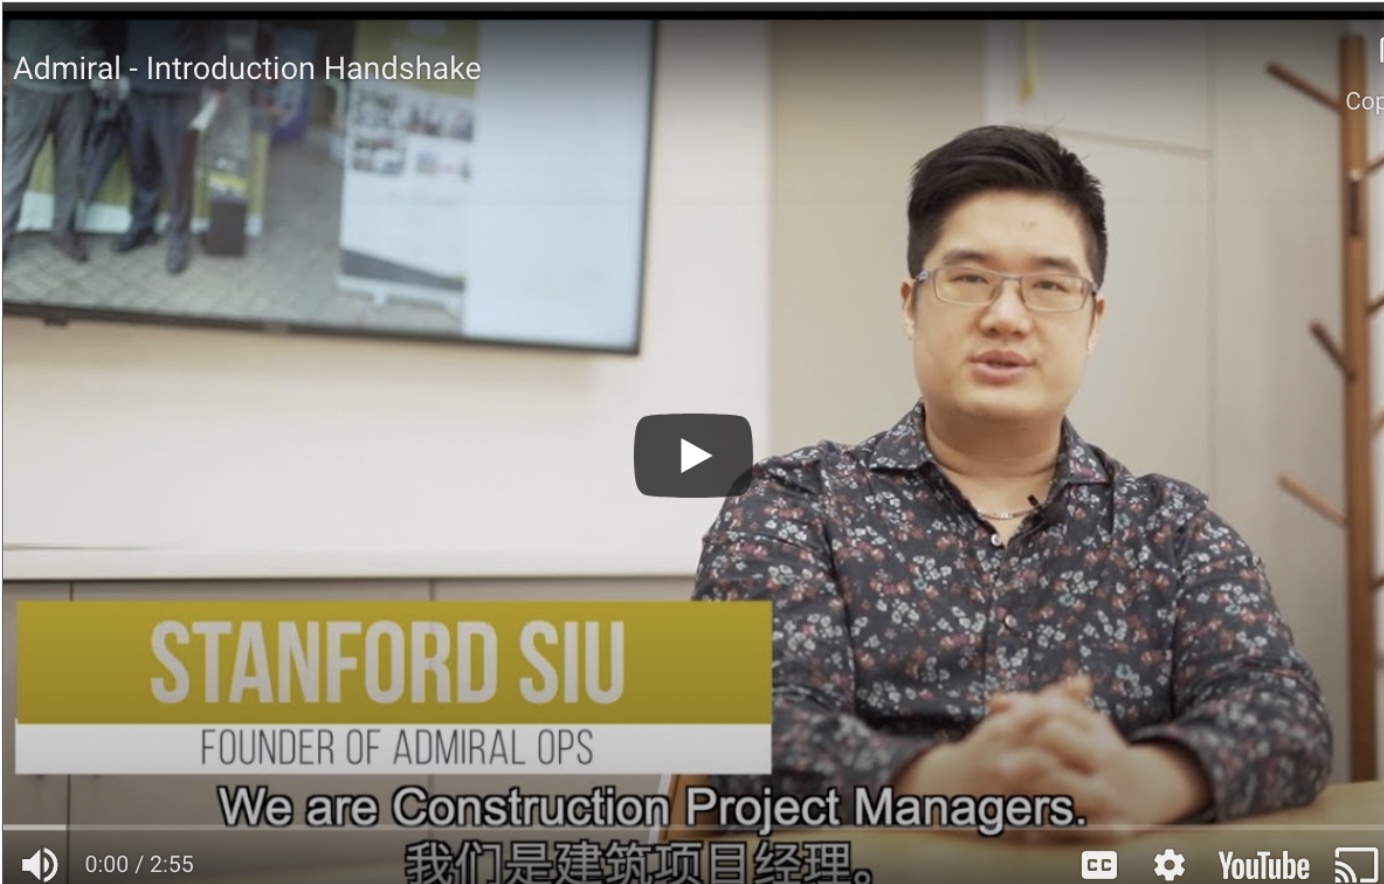 Admiral - Introduction Handshake
Cop
STANFORD SIU
FOUNDER OF ADMIRAL OPS
We are Construction Project Managers.
我们是建筑项目经理。
0:00 / 2:55
CC
YouTube